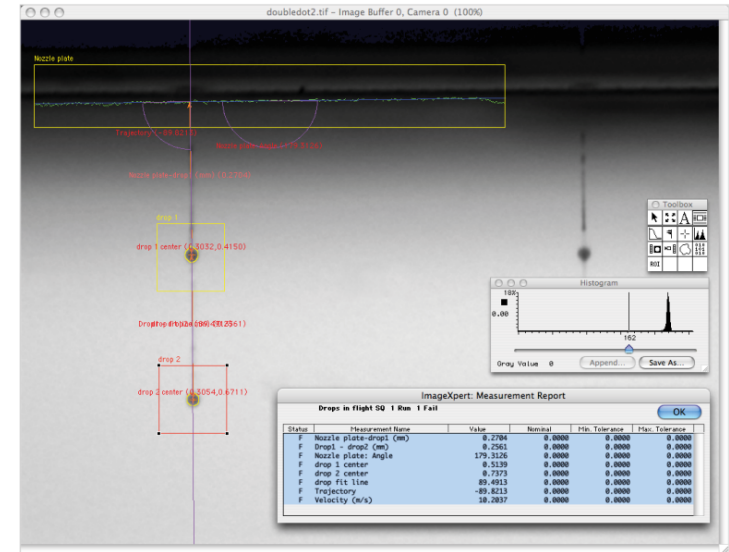 doubledot2.tif - Image Buffer 0, Camera 0 (100%)
Nozzle plate
Trajectory (-89.8213)
Nozzle plate-drop1 (mm) (0.2704)
drop 1
drop 1 center (0.3032,0.4150)
drop 2
drop 2 center (0.3054,0.6711)
Toolbox
A
ROI
Histogram
19%
0.00
162
Gray Value 0
Append...
Save As...
ImageXpert: Measurement Report
Drops in flight SQ 1 Run 1 Fail
OK
Status Measurement Name Value Nominal Min. Tolerance Max. Tolerance
F Nozzle plate-drop1 (mm) 0.2704 0.0000 0.0000 0.0000
F Drop1 - drop2 (mm) 0.2561 0.0000 0.0000 0.0000
F Nozzle plate: Angle 179.3126 0.0000 0.0000 0.0000
F drop 1 center 0.5139 0.0000 0.0000 0.0000
F drop 2 center 0.7373 0.0000 0.0000 0.0000
F drop fit line 89.4913 0.0000 0.0000 0.0000
F Trajectory -89.8213 0.0000 0.0000 0.0000
F Velocity (m/s) 10.2037 0.0000 0.0000 0.0000